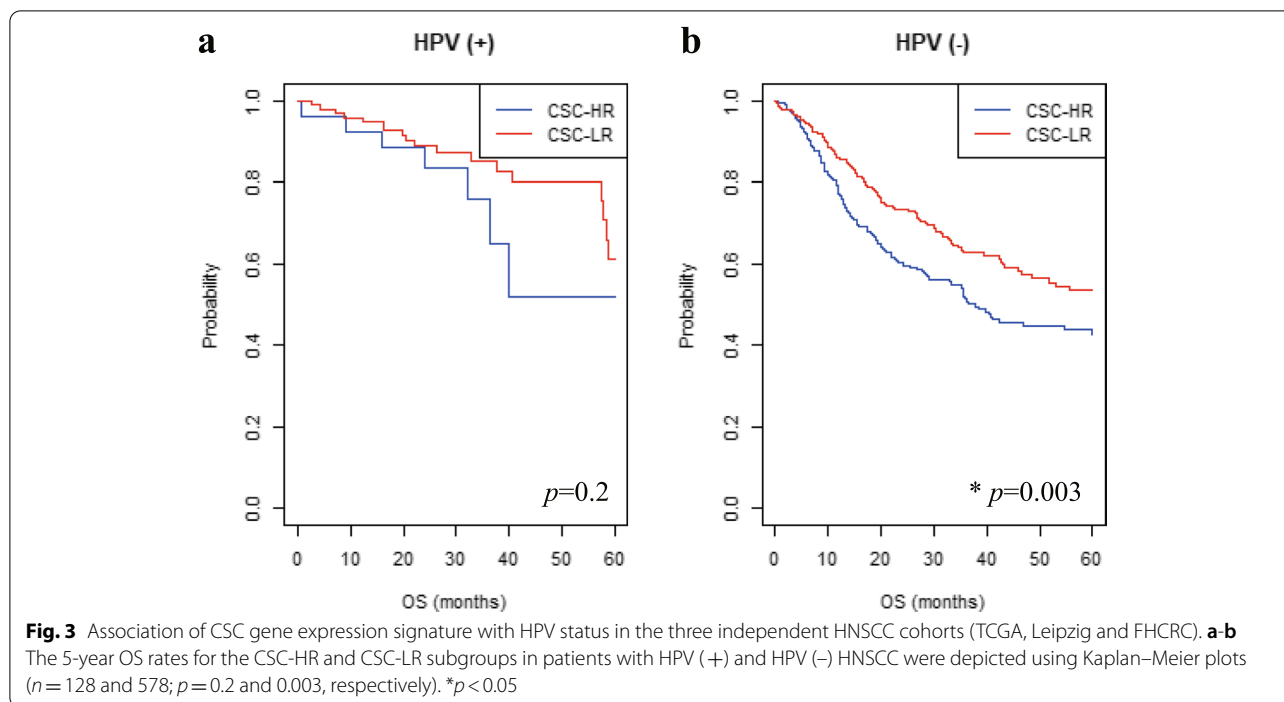 a
HPV (+)
CSC-HR
CSC-LR
Probability
1.0
0.8
0.6
0.4
0.2
0.0
p=0.2
0 10 20 30 40 50 60
OS (months)
b
HPV (-)
CSC-HR
CSC-LR
Probability
1.0
0.8
0.6
0.4
0.2
0.0
* p=0.003
0 10 20 30 40 50 60
OS (months)
Fig. 3 Association of CSC gene expression signature with HPV status in the three independent HNSCC cohorts (TCGA, Leipzig and FHCRC). a-b
The 5-year OS rates for the CSC-HR and CSC-LR subgroups in patients with HPV (+) and HPV (–) HNSCC were depicted using Kaplan–Meier plots
(n = 128 and 578; p = 0.2 and 0.003, respectively). *p < 0.05